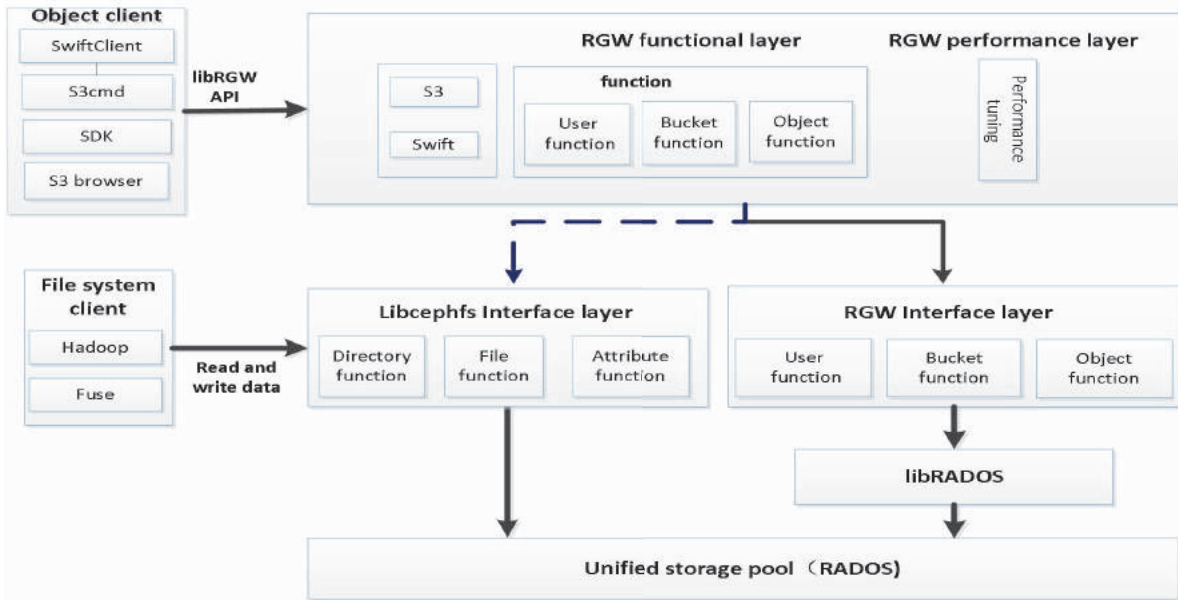 Object client
SwiftClient
S3cmd
SDK
S3 browser
libRGW
API
RGW functional layer
S3
Swift
function
User
function
Bucket
function
Object
function
RGW performance layer
Performance
tuning
File system
client
Hadoop
Fuse
Read and
write data
Libcephfs Interface layer
Directory
function
File
function
Attribute
function
RGW Interface layer
User
function
Bucket
function
Object
function
libRADOS
Unified storage pool（RADOS)